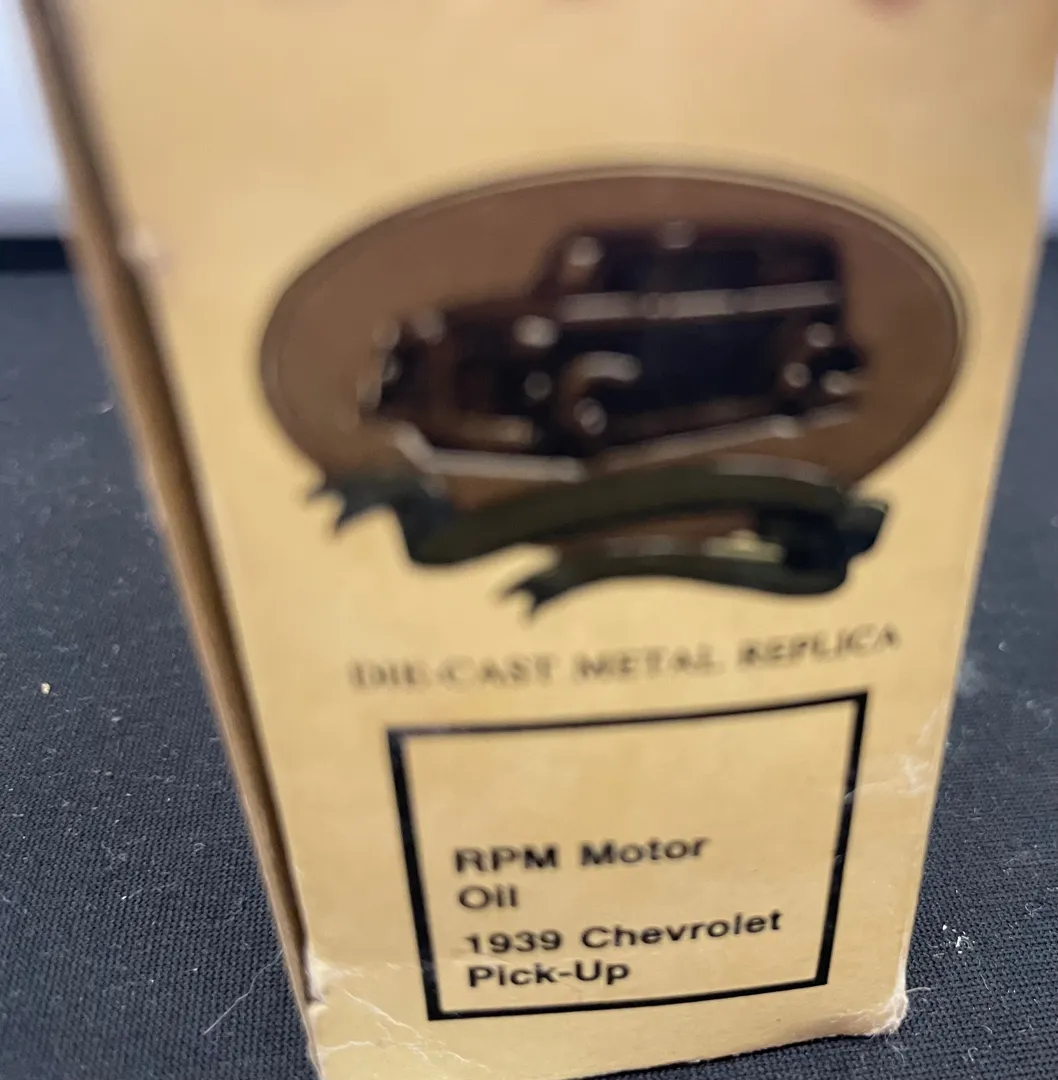 DIE-CAST METAL REPLICA
RPM Motor
Oil
1939 Chevrolet
Pick-Up